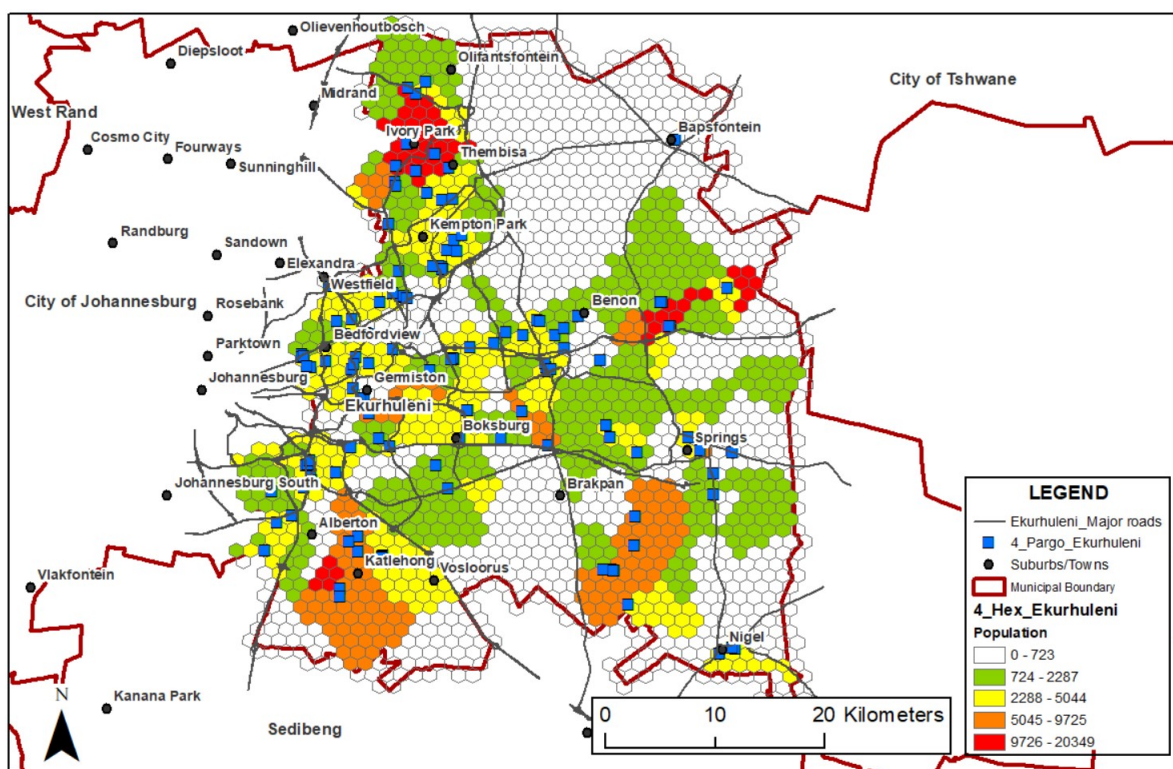 Olievenhoutbosch
Diepsloot
Olifantsfontein
City of Tshwane
Midrand
West Rand
Ivory Park
Bapsfontein
Cosmo City
Fourways
Thembisa
Sunninghill
Kempton Park
Randburg
Sandown
Elexandra
Westfield
City of Johannesburg
Rosebank
Benon
Bedfordview
Parktown
Johannesburg
Germiston
Ekurhuleni
Boksburg
Springs
Johannesburg South
Brakpan
Alberton
Katlehong
Vosloorus
Vlakfontein
Nigel
Kanana Park
Sedibeng
N
0 10 20 Kilometers
LEGEND
Ekurhuleni_Major roads
4_Pargo_Ekurhuleni
Suburbs/Towns
Municipal Boundary
4_Hex_Ekurhuleni
Population
0 - 723
724 - 2287
2288 - 5044
5045 - 9725
9726 - 20349